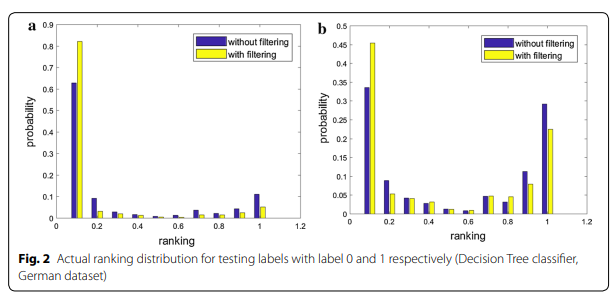 a
0.9
0.8
0.7
0.6
0.5
0.4
0.3
0.2
0.1
0
probability
0 0.2 0.4 0.6 0.8 1 1.2
ranking
without filtering
with filtering
b
0.5
0.45
0.4
0.35
0.3
0.25
0.2
0.15
0.1
0.05
0
probability
0 0.2 0.4 0.6 0.8 1 1.2
ranking
without filtering
with filtering
Fig. 2 Actual ranking distribution for testing labels with label 0 and 1 respectively (Decision Tree classifier,
German dataset)